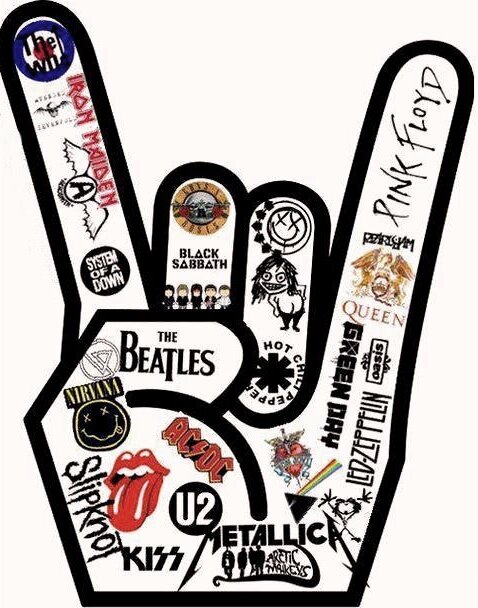 The
Who
IRON MAIDEN
AVENGED
SEVENFOLD
A
SYSTEM
OF A
DOWN
GUNS N ROSES
BLACK
SABBATH
HOT CHILI PEPPERS
PINK FLOYD
PEARL JAM
QUEEN
GREEN DAY
oasis
LED ZEPPELIN
THE
BEATLES
NIRVANA
AC/DC
SlipKnoT
U2
KISS
METALLICA
ARCTIC
MONKEYS